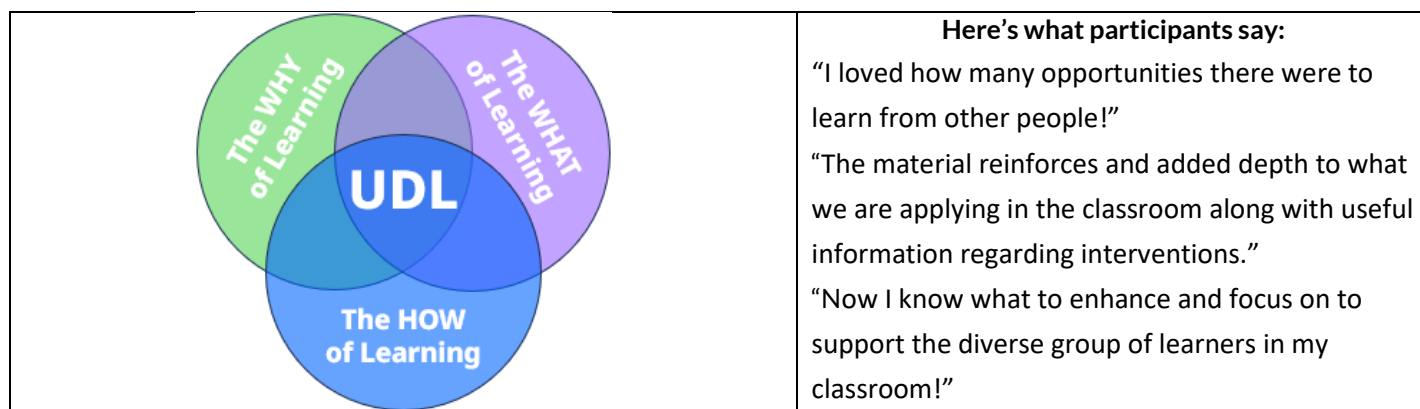 The WHY
of Learning
The WHAT
of Learning
UDL
The HOW
of Learning
Here’s what participants say:
“I loved how many opportunities there were to
learn from other people!”
“The material reinforces and added depth to what
we are applying in the classroom along with useful
information regarding interventions.”
“Now I know what to enhance and focus on to
support the diverse group of learners in my
classroom!”